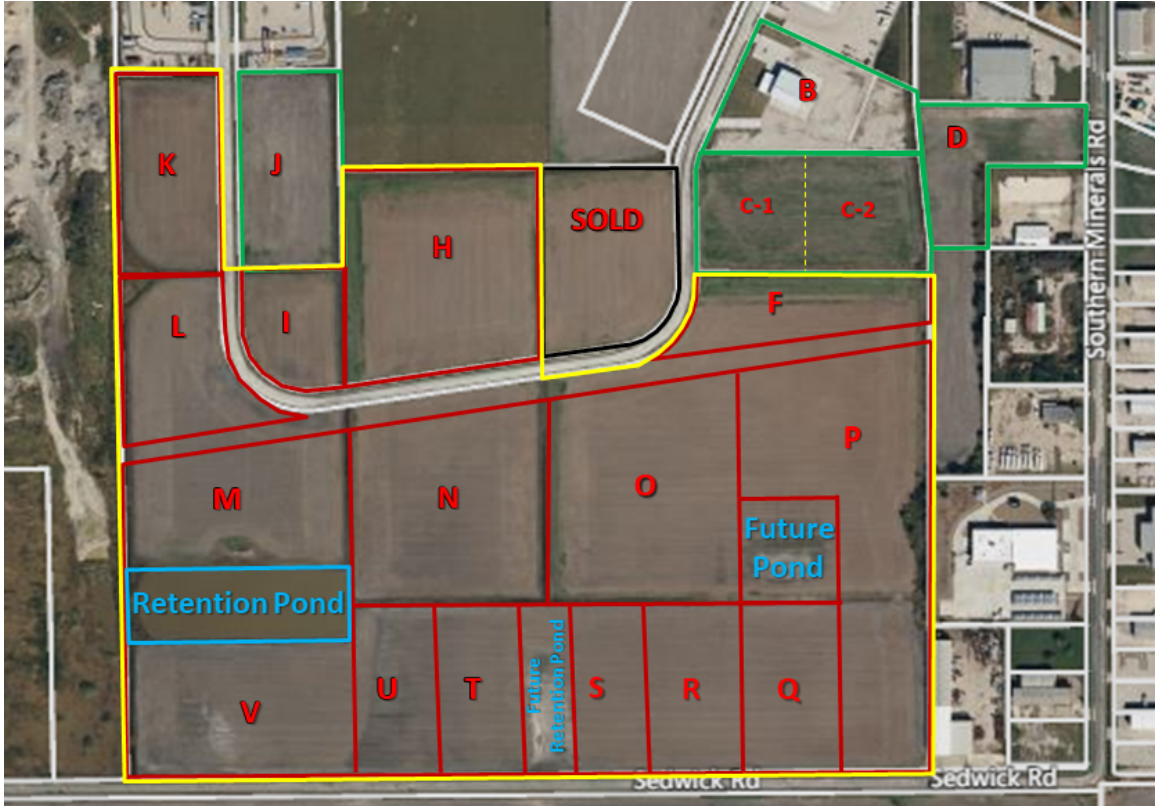 B
D
K
J
C-1
C-2
SOLD
H
Southern Minerals Rd
F
L
I
P
O
M
N
Future
Pond
Retention Pond
Future
Retention Pond
U
T
S
R
Q
V
Sedwick Rd
Sedwick Rd